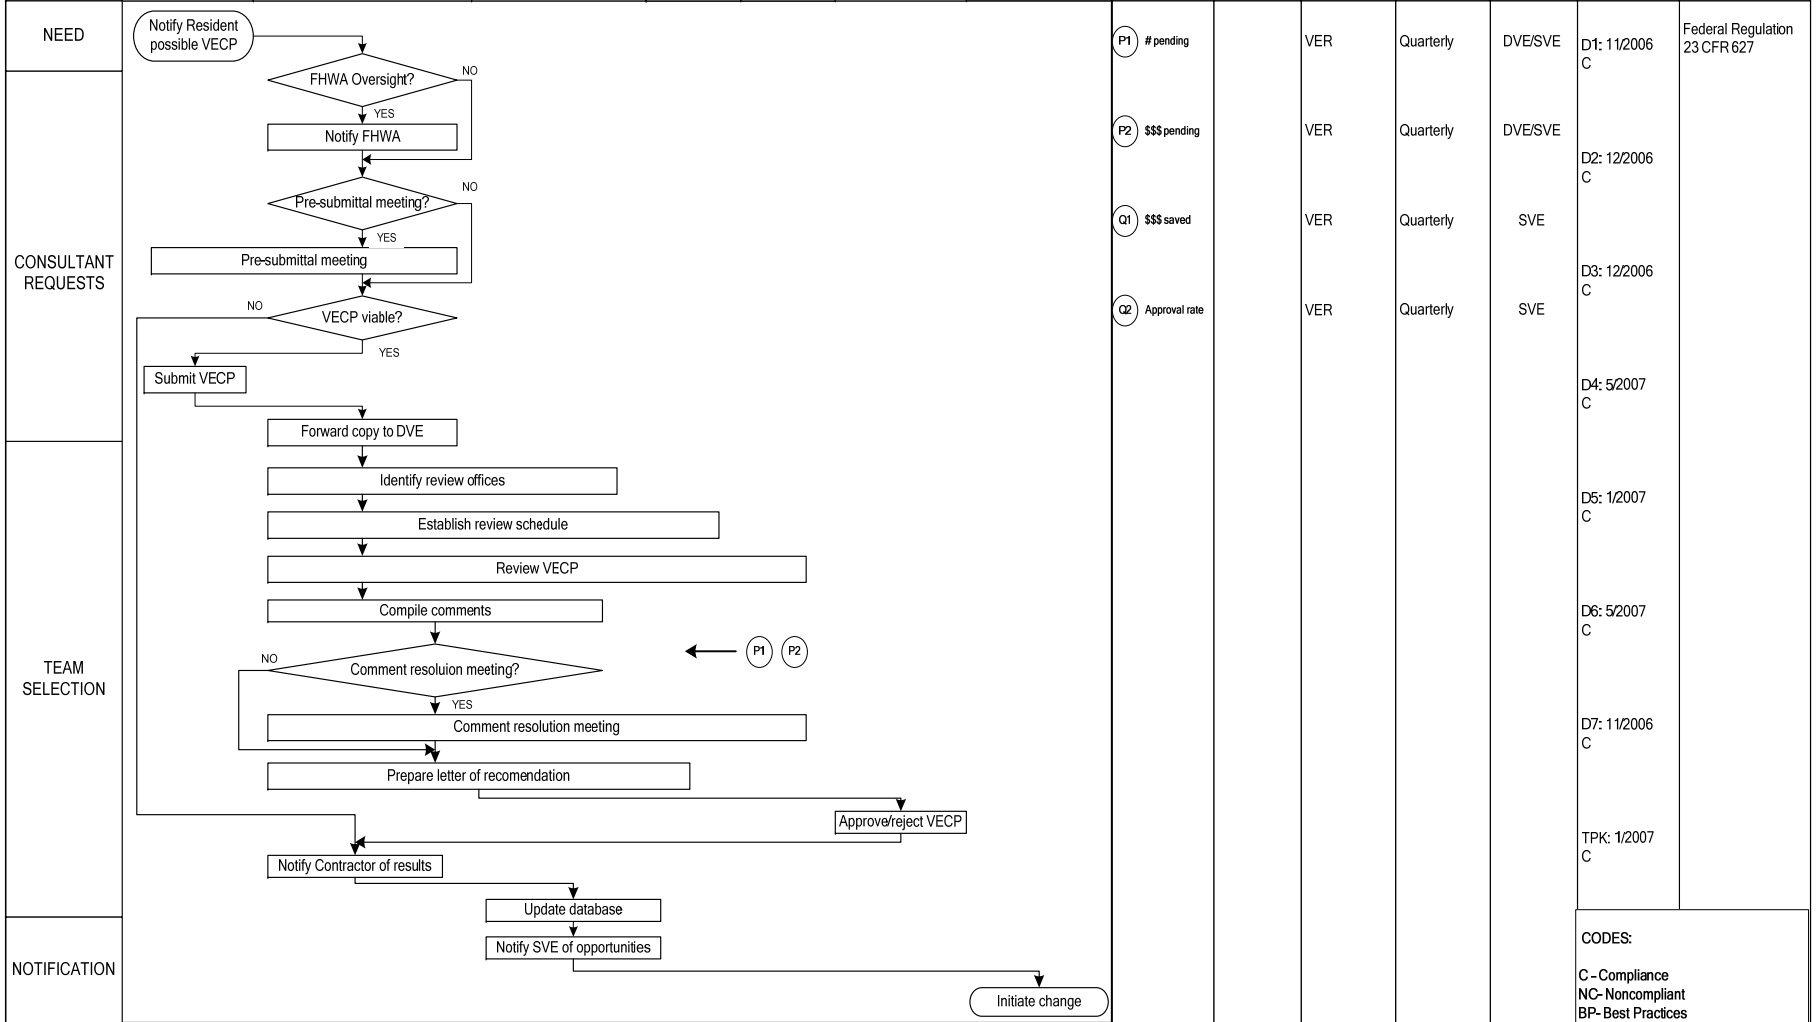 NEED
CONSULTANT
REQUESTS
TEAM
SELECTION
NOTIFICATION
Notify Resident
possible VECP
FHWA Oversight?
NO
YES
Notify FHWA
Pre-submittal meeting?
NO
YES
Pre-submittal meeting
VECP viable?
NO
YES
Submit VECP
Forward copy to DVE
Identify review offices
Establish review schedule
Review VECP
Compile comments
Comment resoluion meeting?
NO
YES
P1
P2
Comment resolution meeting
Prepare letter of recomendation
Approve/reject VECP
Notify Contractor of results
Update database
Notify SVE of opportunities
Initiate change
P1 # pending VER Quarterly DVE/SVE
P2 $$$ pending VER Quarterly DVE/SVE
Q1 $$$ saved VER Quarterly SVE
Q2 Approval rate VER Quarterly SVE
D1: 11/2006
C
D2: 12/2006
C
D3: 12/2006
C
D4: 5/2007
C
D5: 1/2007
C
D6: 5/2007
C
D7: 11/2006
C
TPK: 1/2007
C
Federal Regulation
23 CFR 627
CODES:
C - Compliance
NC- Noncompliant
BP- Best Practices